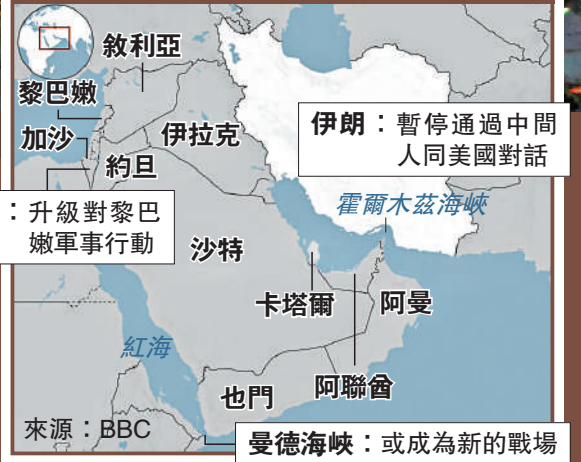 敘利亞
黎巴嫩
加沙
伊拉克
約旦
伊朗：暫停通過中間
人同美國對話
霍爾木茲海峽
：升級對黎巴
嫩軍事行動
沙特
卡塔爾
阿曼
紅海
也門
阿聯酋
來源：BBC
曼德海峽：或成為新的戰場